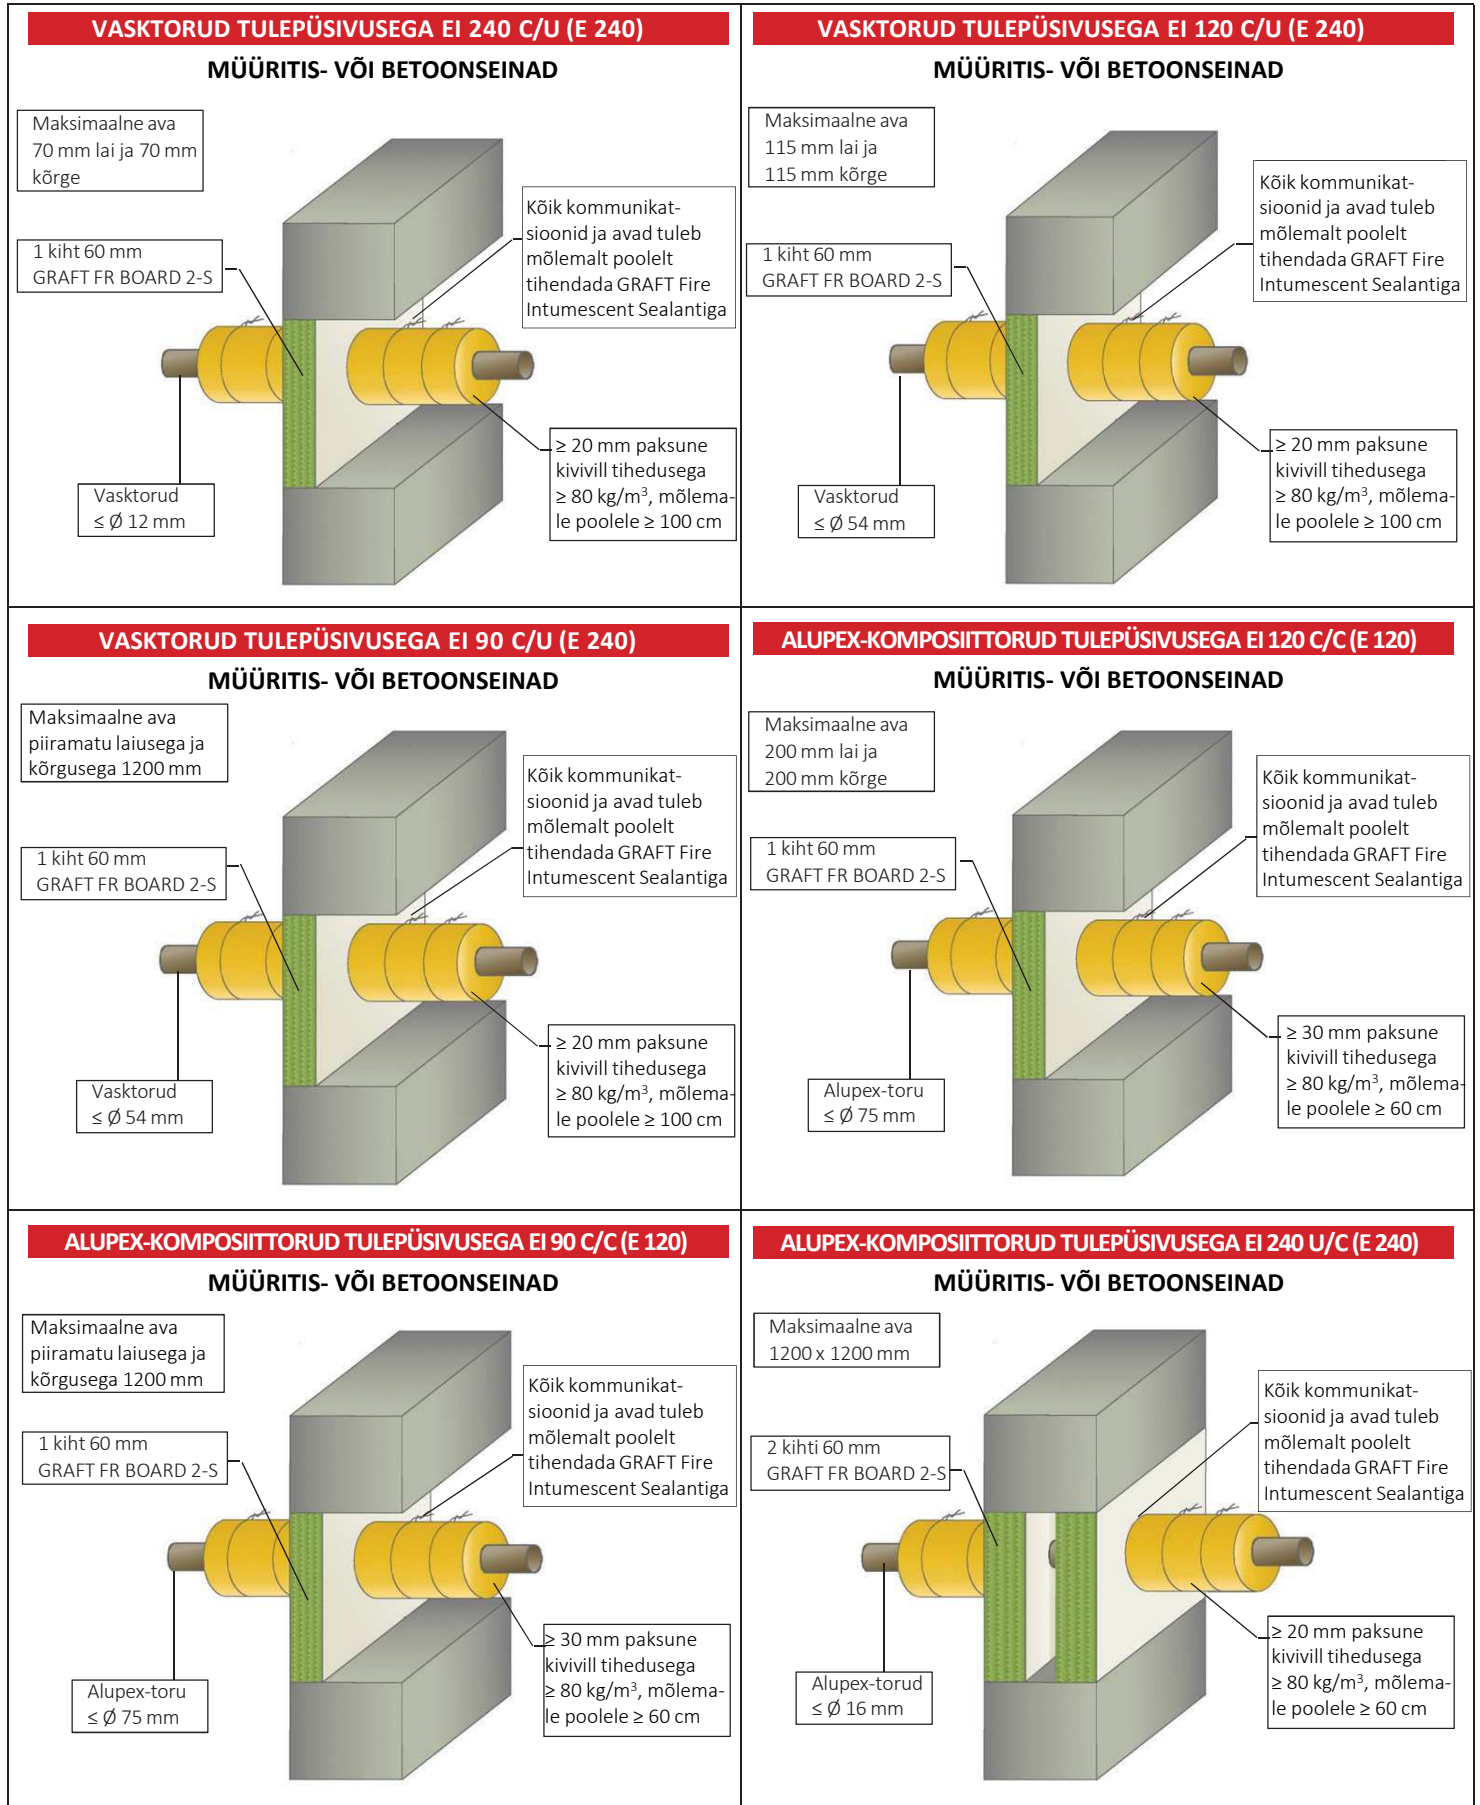 VASKTORUD TULEPÜSIVUSEGA EI 240 C/U (E 240)
MÜÜRITIS- VÕI BETOONSEINAD
Maksimaalne ava
70 mm lai ja 70 mm
kõrge
1 kiht 60 mm
GRAFT FR BOARD 2-S
Kõik kommunikat-
sioonid ja avad tuleb
mõlemalt poolelt
tihendada GRAFT Fire
Intumescent Sealantiga
Vasktorud
≤ Ø 12 mm
≥ 20 mm paksune
kivivill tihedusega
≥ 80 kg/m³, mõlema-
le poolele ≥ 100 cm
VASKTORUD TULEPÜSIVUSEGA EI 120 C/U (E 240)
MÜÜRITIS- VÕI BETOONSEINAD
Maksimaalne ava
115 mm lai ja
115 mm kõrge
1 kiht 60 mm
GRAFT FR BOARD 2-S
Kõik kommunikat-
sioonid ja avad tuleb
mõlemalt poolelt
tihendada GRAFT Fire
Intumescent Sealantiga
Vasktorud
≤ Ø 54 mm
≥ 20 mm paksune
kivivill tihedusega
≥ 80 kg/m³, mõlema-
le poolele ≥ 100 cm
VASKTORUD TULEPÜSIVUSEGA EI 90 C/U (E 240)
MÜÜRITIS- VÕI BETOONSEINAD
Maksimaalne ava
piiramatu laiusega ja
kõrgusega 1200 mm
1 kiht 60 mm
GRAFT FR BOARD 2-S
Kõik kommunikat-
sioonid ja avad tuleb
mõlemalt poolelt
tihendada GRAFT Fire
Intumescent Sealantiga
Vasktorud
≤ Ø 54 mm
≥ 20 mm paksune
kivivill tihedusega
≥ 80 kg/m³, mõlema-
le poolele ≥ 100 cm
ALUPEX-KOMPOSIITTORUD TULEPÜSIVUSEGA EI 120 C/C (E 120)
MÜÜRITIS- VÕI BETOONSEINAD
Maksimaalne ava
200 mm lai ja
200 mm kõrge
1 kiht 60 mm
GRAFT FR BOARD 2-S
Kõik kommunikat-
sioonid ja avad tuleb
mõlemalt poolelt
tihendada GRAFT Fire
Intumescent Sealantiga
Alupex-toru
≤ Ø 75 mm
≥ 30 mm paksune
kivivill tihedusega
≥ 80 kg/m³, mõlema-
le poolele ≥ 60 cm
ALUPEX-KOMPOSIITTORUD TULEPÜSIVUSEGA EI 90 C/C (E 120)
MÜÜRITIS- VÕI BETOONSEINAD
Maksimaalne ava
piiramatu laiusega ja
kõrgusega 1200 mm
1 kiht 60 mm
GRAFT FR BOARD 2-S
Kõik kommunikat-
sioonid ja avad tuleb
mõlemalt poolelt
tihendada GRAFT Fire
Intumescent Sealantiga
Alupex-toru
≤ Ø 75 mm
≥ 30 mm paksune
kivivill tihedusega
≥ 80 kg/m³, mõlema-
le poolele ≥ 60 cm
ALUPEX-KOMPOSIITTORUD TULEPÜSIVUSEGA EI 240 U/C (E 240)
MÜÜRITIS- VÕI BETOONSEINAD
Maksimaalne ava
1200 x 1200 mm
2 kihti 60 mm
GRAFT FR BOARD 2-S
Kõik kommunikat-
sioonid ja avad tuleb
mõlemalt poolelt
tihendada GRAFT Fire
Intumescent Sealantiga
Alupex-torud
≤ Ø 16 mm
≥ 20 mm paksune
kivivill tihedusega
≥ 80 kg/m³, mõlema-
le poolele ≥ 60 cm